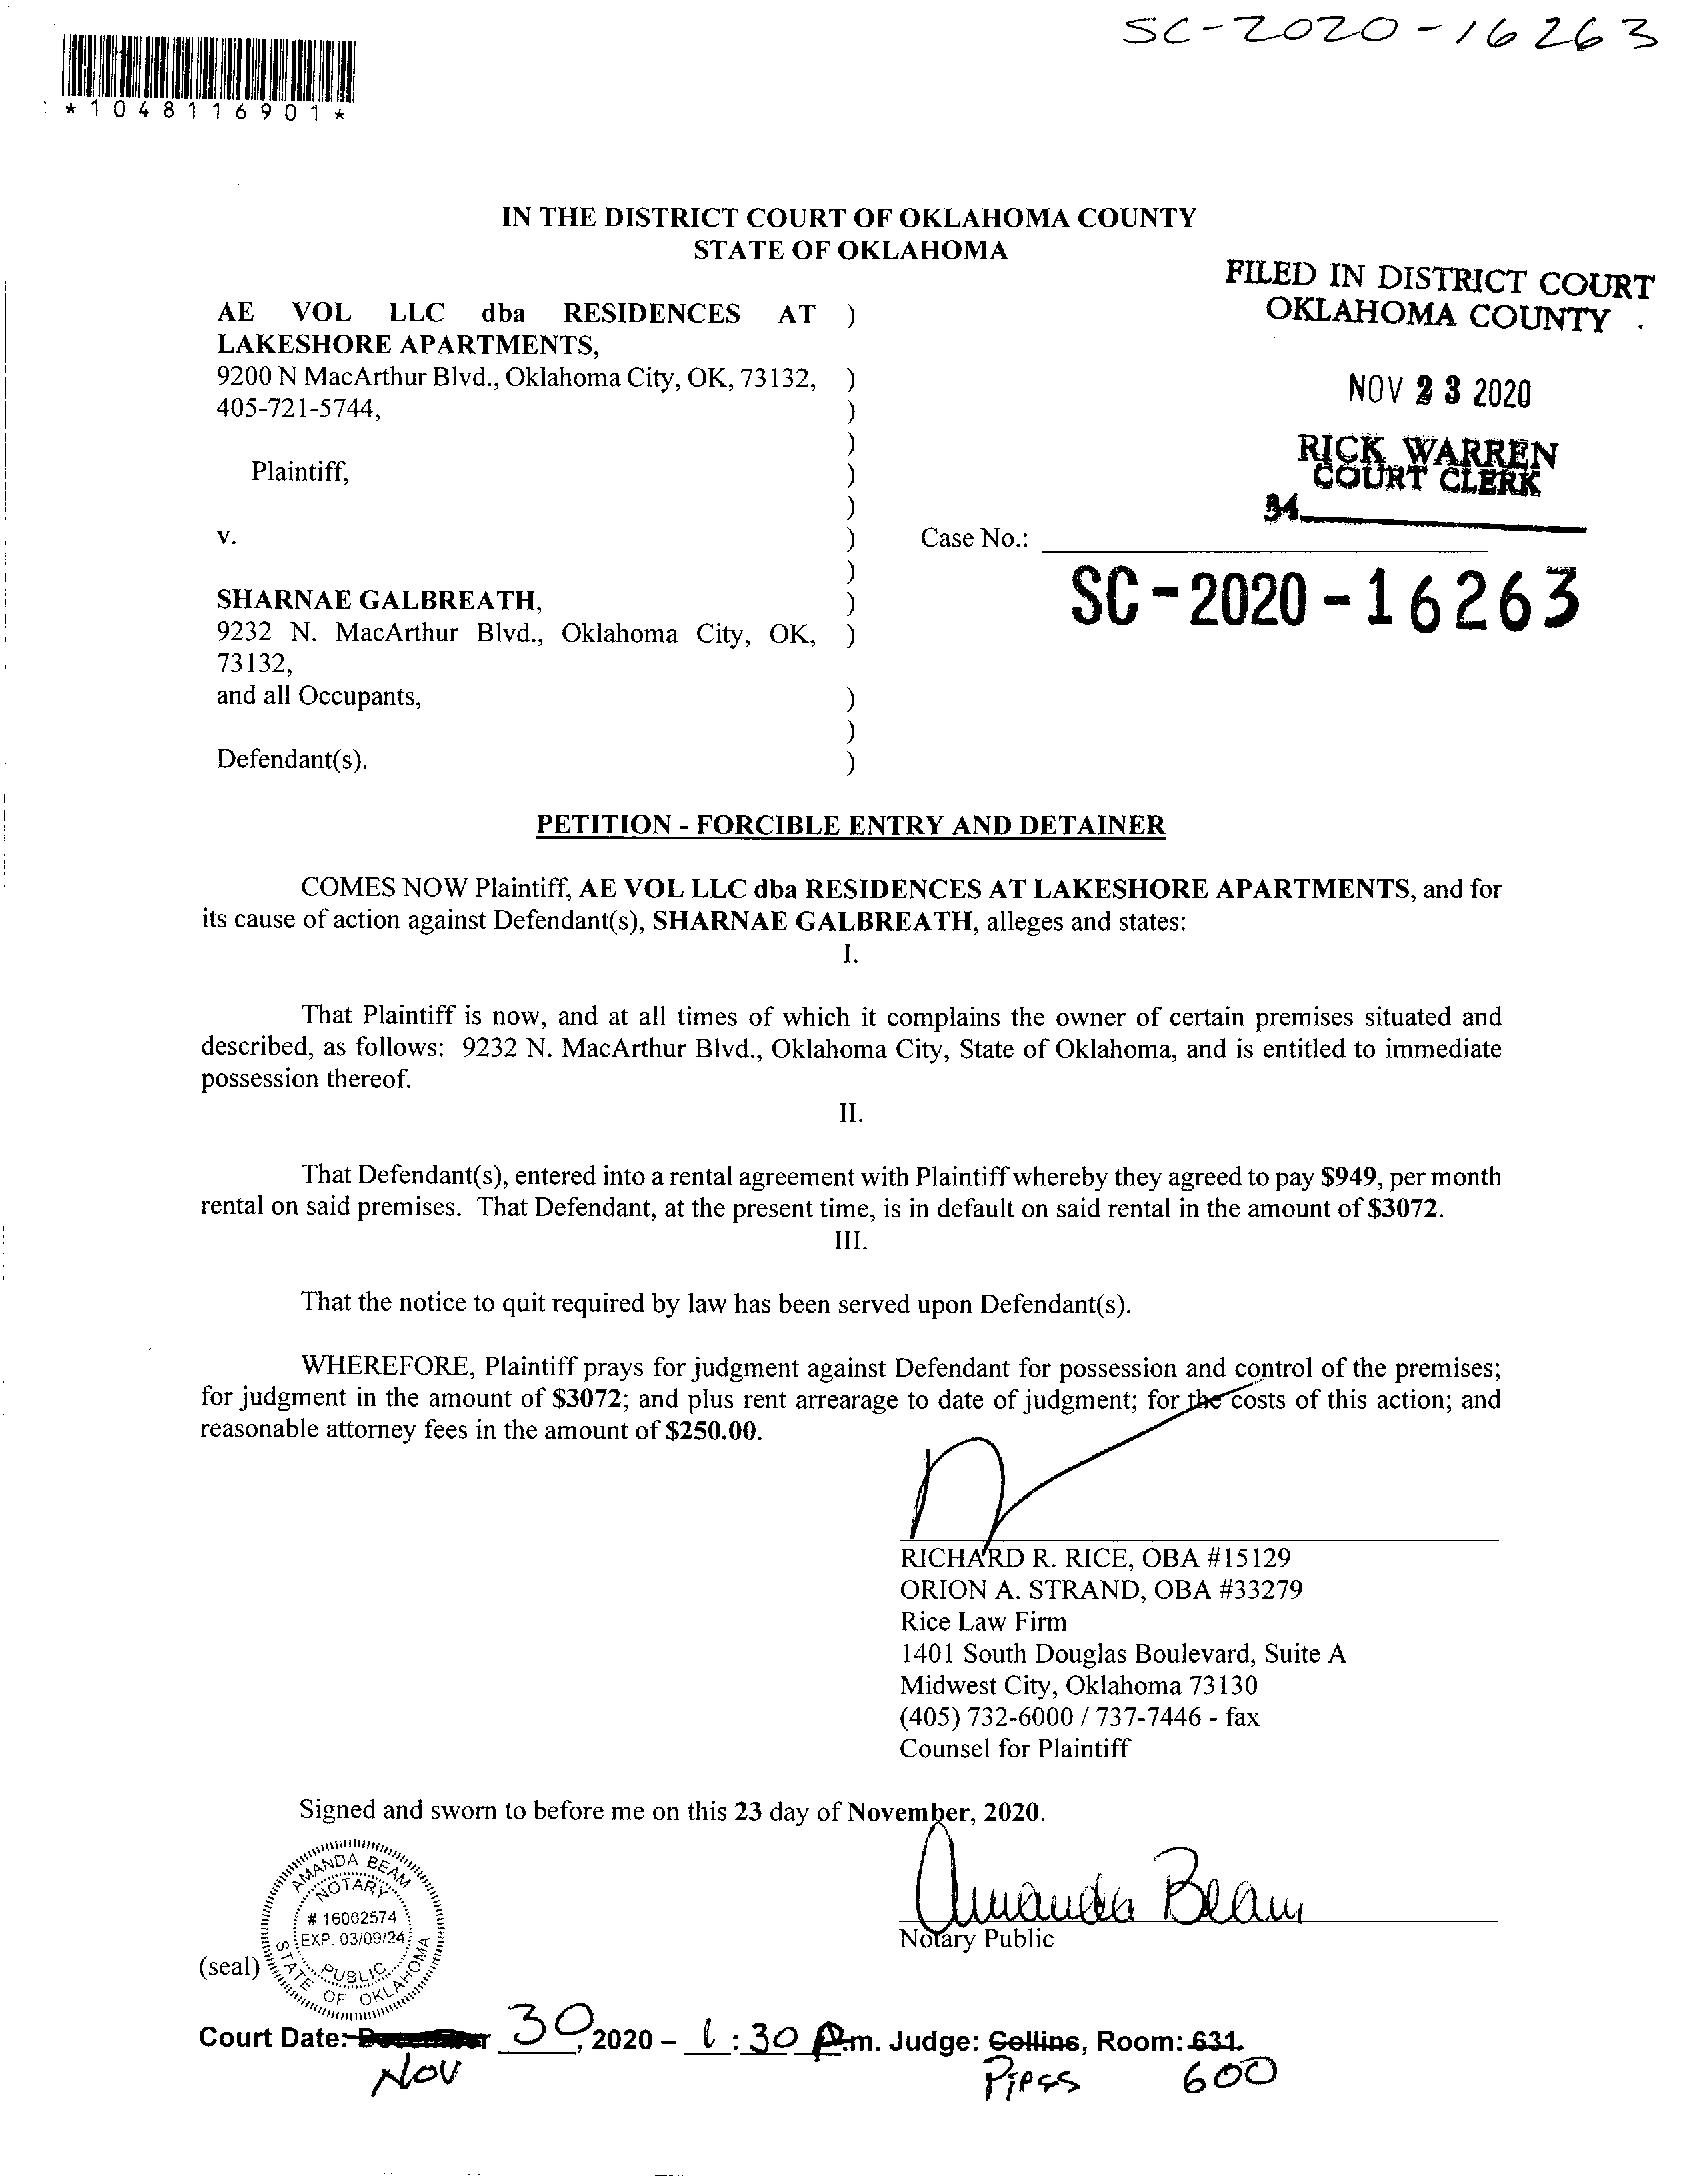 SC-2020-16263
*1048116901*
IN THE DISTRICT COURT OF OKLAHOMA COUNTY
STATE OF OKLAHOMA
FILED IN DISTRICT COURT
OKLAHOMA COUNTY
NOV 23 2020
RICK WARREN
COURT CLERK
34
AE VOL LLC dba RESIDENCES AT )
LAKESHORE APARTMENTS,
9200 N MacArthur Blvd., Oklahoma City, OK, 73132, )
405-721-5744, )
)
Plaintiff, )
)
v. ) Case No.:
)
SC-2020-16263
SHARNAE GALBREATH, )
9232 N. MacArthur Blvd., Oklahoma City, OK, )
73132,
and all Occupants, )
)
Defendant(s). )
PETITION - FORCIBLE ENTRY AND DETAINER
COMES NOW Plaintiff, AE VOL LLC dba RESIDENCES AT LAKESHORE APARTMENTS, and for
its cause of action against Defendant(s), SHARNAE GALBREATH, alleges and states:
I.
That Plaintiff is now, and at all times of which it complains the owner of certain premises situated and
described, as follows: 9232 N. MacArthur Blvd., Oklahoma City, State of Oklahoma, and is entitled to immediate
possession thereof.
II.
That Defendant(s), entered into a rental agreement with Plaintiff whereby they agreed to pay $949, per month
rental on said premises. That Defendant, at the present time, is in default on said rental in the amount of $3072.
III.
That the notice to quit required by law has been served upon Defendant(s).
WHEREFORE, Plaintiff prays for judgment against Defendant for possession and control of the premises;
for judgment in the amount of $3072; and plus rent arrearage to date of judgment; for the costs of this action; and
reasonable attorney fees in the amount of $250.00.
RICHARD R. RICE, OBA #15129
ORION A. STRAND, OBA #33279
Rice Law Firm
1401 South Douglas Boulevard, Suite A
Midwest City, Oklahoma 73130
(405) 732-6000 / 737-7446 - fax
Counsel for Plaintiff
Signed and sworn to before me on this 23 day of November, 2020.
Amanda Beam
Notary Public
AMANDA BEAM
NOTARY
# 16002574
EXP. 03/09/24
PUBLIC
STATE OF OKLAHOMA
(seal)
Court Date: December 30, 2020 – 1:30 P.m. Judge: Collins, Room: 631.
Nov 600